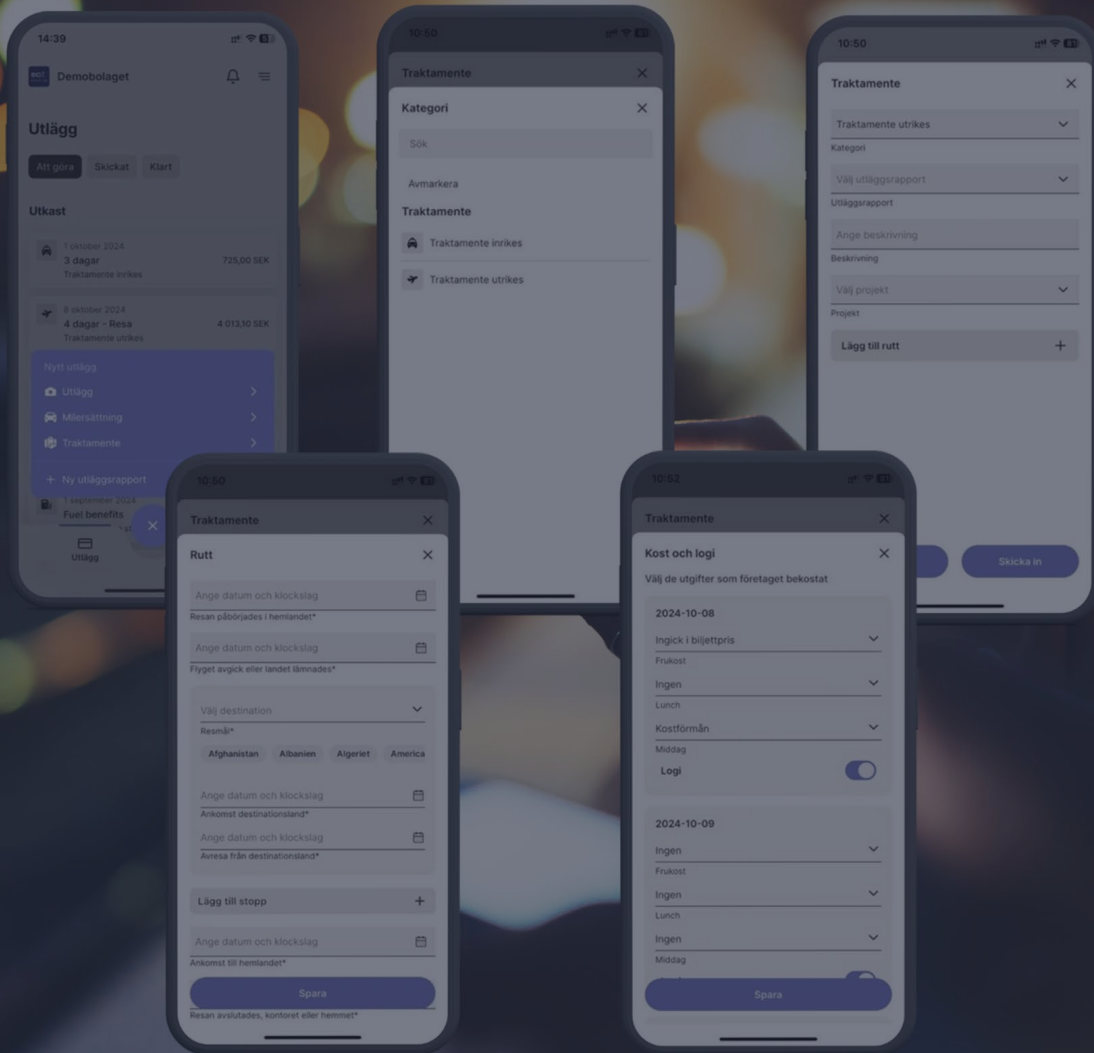 14:39
eot
Demobolaget
Utlägg
Att göra
Skickat
Klart
Utkast
1 oktober 2024
3 dagar
725,00 SEK
Traktamente inrikes
8 oktober 2024
4 dagar - Resa
4 013,10 SEK
Traktamente utrikes
Nytt utlägg
Utlägg
Milersättning
Traktamente
+ Ny utläggsrapport
1 september 2024
Fuel benefits
Utlägg
10:50
Traktamente
Kategori
Sök
Avmarkera
Traktamente
Traktamente inrikes
Traktamente utrikes
10:50
61
Traktamente
Traktamente utrikes
Kategori
Välj utläggsrapport
Utläggsrapport
Ange beskrivning
Beskrivning
Välj projekt
Projekt
Lägg till rutt
Skicka in
10:50
Traktamente
Rutt
Ange datum och klockslag
Resan påbörjades i hemlandet*
Ange datum och klockslag
Flyget avgick eller landet lämnades*
Välj destination
Resmål*
Afghanistan
Albanien
Algeriet
America
Ange datum och klockslag
Ankomst destinationsland*
Ange datum och klockslag
Avresa från destinationsland*
Lägg till stopp
Ange datum och klockslag
Ankomst till hemlandet*
Spara
Resan avslutades, kontoret eller hemmet*
10:52
Traktamente
Kost och logi
Välj de utgifter som företaget bekostat
2024-10-08
Ingick i biljettpris
Frukost
Ingen
Lunch
Kostförmån
Middag
Logi
2024-10-09
Ingen
Frukost
Ingen
Lunch
Ingen
Middag
Spara